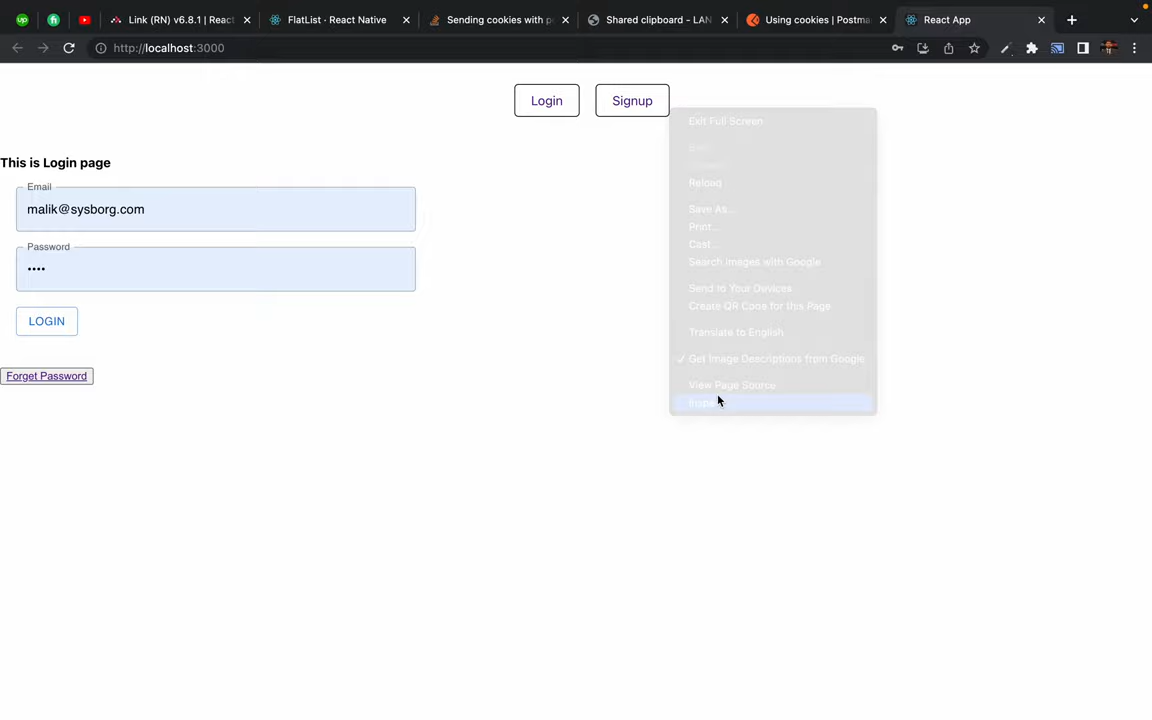 Link (RN) v6.8.1 | React
FlatList · React Native
Sending cookies with po
Shared clipboard - LAN
Using cookies | Postma
React App
http://localhost:3000
Login
Signup
This is Login page
Email
malik@sysborg.com
Password
••••
LOGIN
Forget Password
Exit Full Screen
Reload
Save As...
Print...
Cast...
Search images with Google
Send to Your Devices
Create QR Code for this Page
Translate to English
✓ Get Image Descriptions from Google
View Page Source